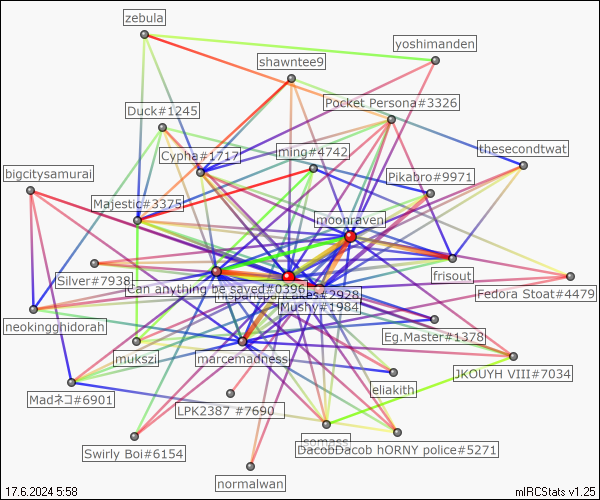 zebula
yoshimanden
shawntee9
Pocket Persona#3326
Duck#1245
Cypha#1717
ming#4742
thesecondtwat
bigcitysamurai
Pikabro#9971
Majestic#3375
moonraven
Silver#7938
frisout
Can anything be saved#0396
Fedora Stoat#4479
Mushy#1984
neokingghidorah
Eg.Master#1378
mukszi
marcemadness
JKOUYH VIII#7034
eliakith
Madネコ#6901
LPK2387 #7690
somass
Swirly Boi#6154
DacobDacob hORNY police#5271
normalwan
17.6.2024 5:58
mIRCStats v1.25